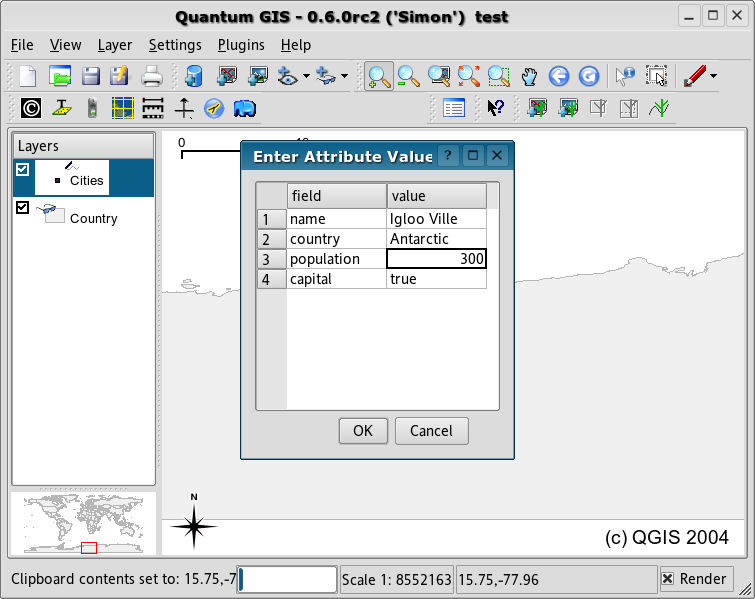 Quantum GIS - 0.6.0rc2 ('Simon') test
File View Layer Settings Plugins Help
Layers
Cities
Country
0
Enter Attribute Value
field value
1 name Igloo Ville
2 country Antarctic
3 population 300
4 capital true
OK Cancel
N
(c) QGIS 2004
Clipboard contents set to: 15.75,-7
Scale 1: 8552163
15.75,-77.96
Render